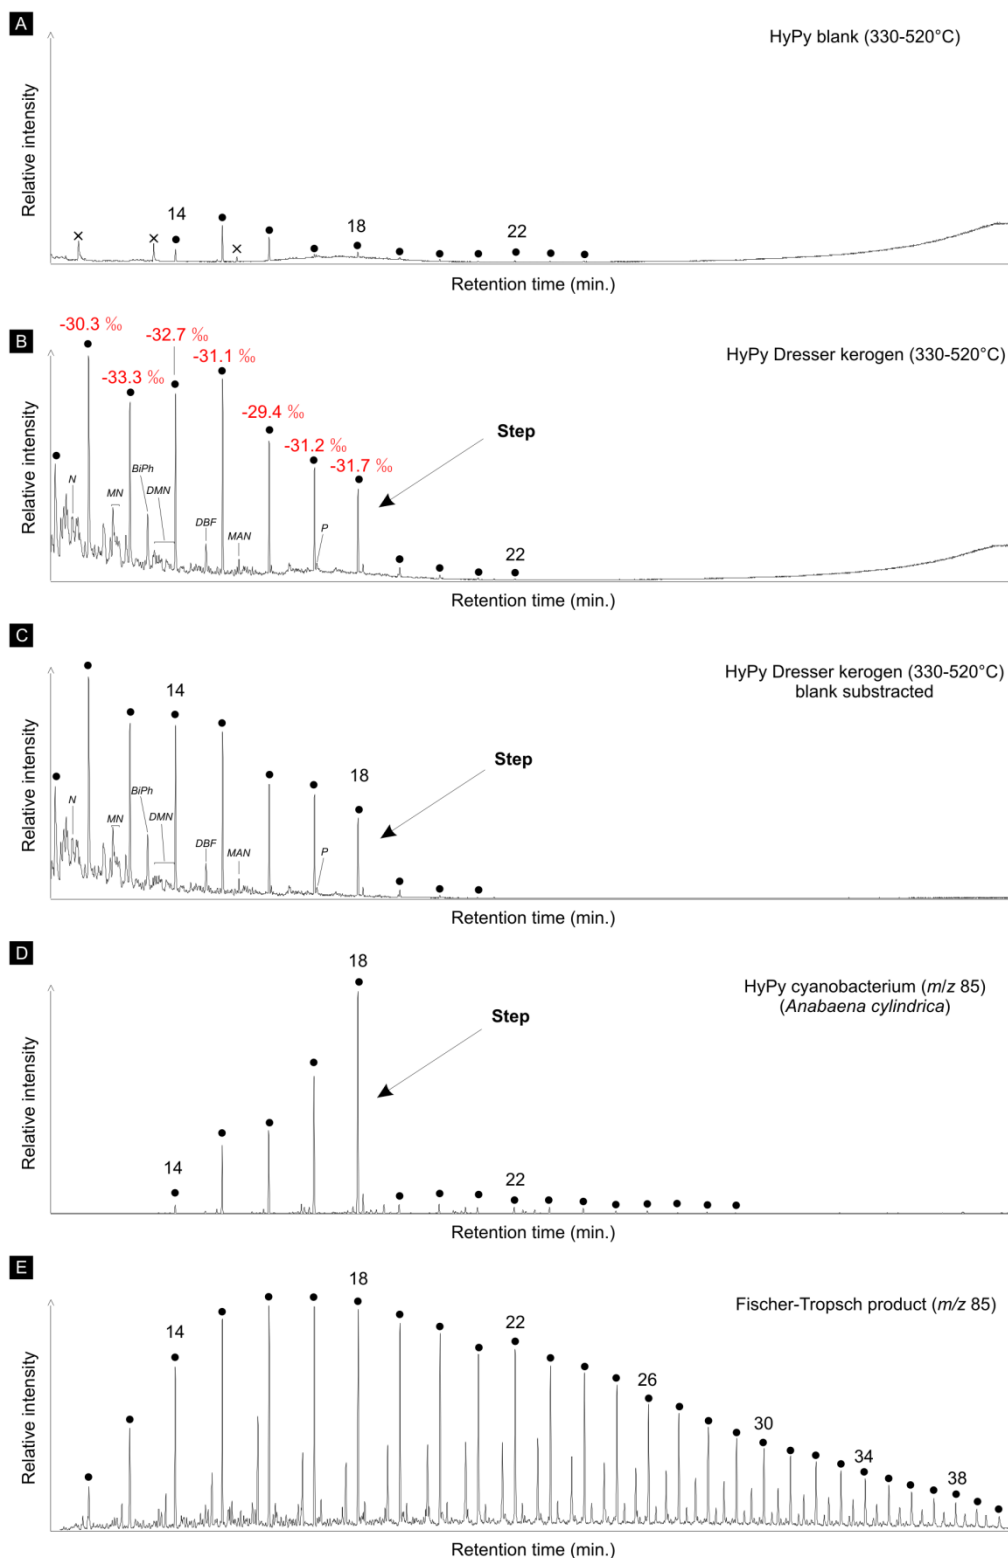 A
HyPy blank (330-520°C)
Relative intensity
14
18
22
Retention time (min.)
B
HyPy Dresser kerogen (330-520°C)
Relative intensity
-30.3 ‰
-33.3 ‰
-32.7 ‰
-31.1 ‰
-29.4 ‰
-31.2 ‰
-31.7 ‰
Step
N
MN
BiPh
DMN
DBF
MAN
P
22
Retention time (min.)
C
HyPy Dresser kerogen (330-520°C)
blank substracted
Relative intensity
14
18
Step
N
MN
BiPh
DMN
DBF
MAN
P
Retention time (min.)
D
HyPy cyanobacterium (m/z 85)
(Anabaena cylindrica)
Relative intensity
14
18
22
Step
Retention time (min.)
E
Fischer-Tropsch product (m/z 85)
Relative intensity
14
18
22
26
30
34
38
Retention time (min.)